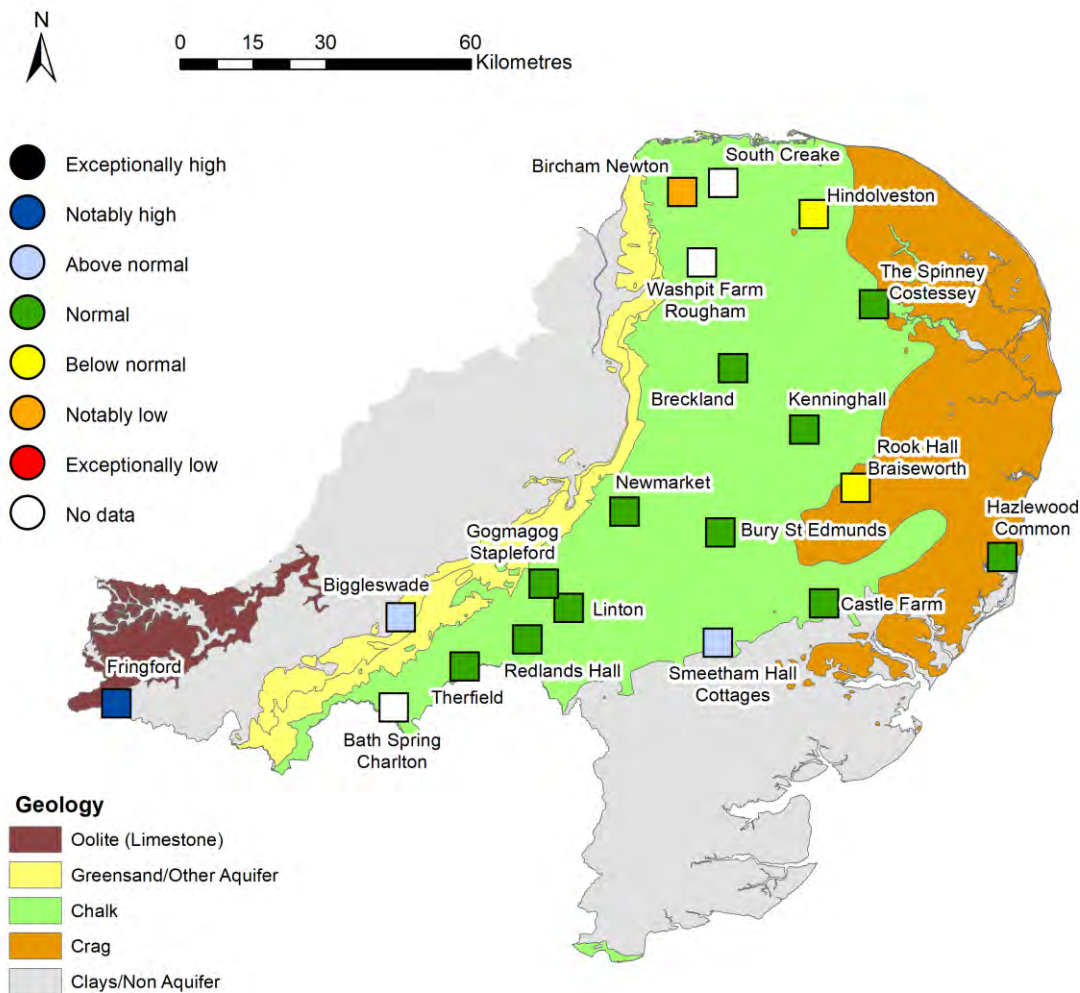 N
0 15 30 60
Kilometres
Exceptionally high
Notably high
Above normal
Normal
Below normal
Notably low
Exceptionally low
No data
South Creake
Bircham Newton
Hindolveston
The Spinney
Costessey
Washpit Farm
Rougham
Breckland
Kenninghall
Rook Hall
Braiseworth
Newmarket
Hazlewood
Common
Bury St Edmunds
Gogmagog
Stapleford
Biggleswade
Linton
Castle Farm
Fringford
Redlands Hall
Smeetham Hall
Cottages
Therfield
Bath Spring
Charlton
Geology
Oolite (Limestone)
Greensand/Other Aquifer
Chalk
Crag
Clays/Non Aquifer